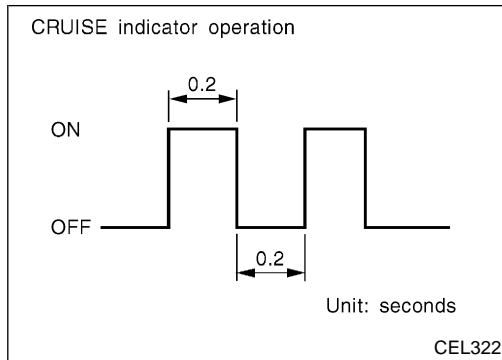 CRUISE indicator operation
0.2
ON
OFF
0.2
Unit: seconds
CEL322